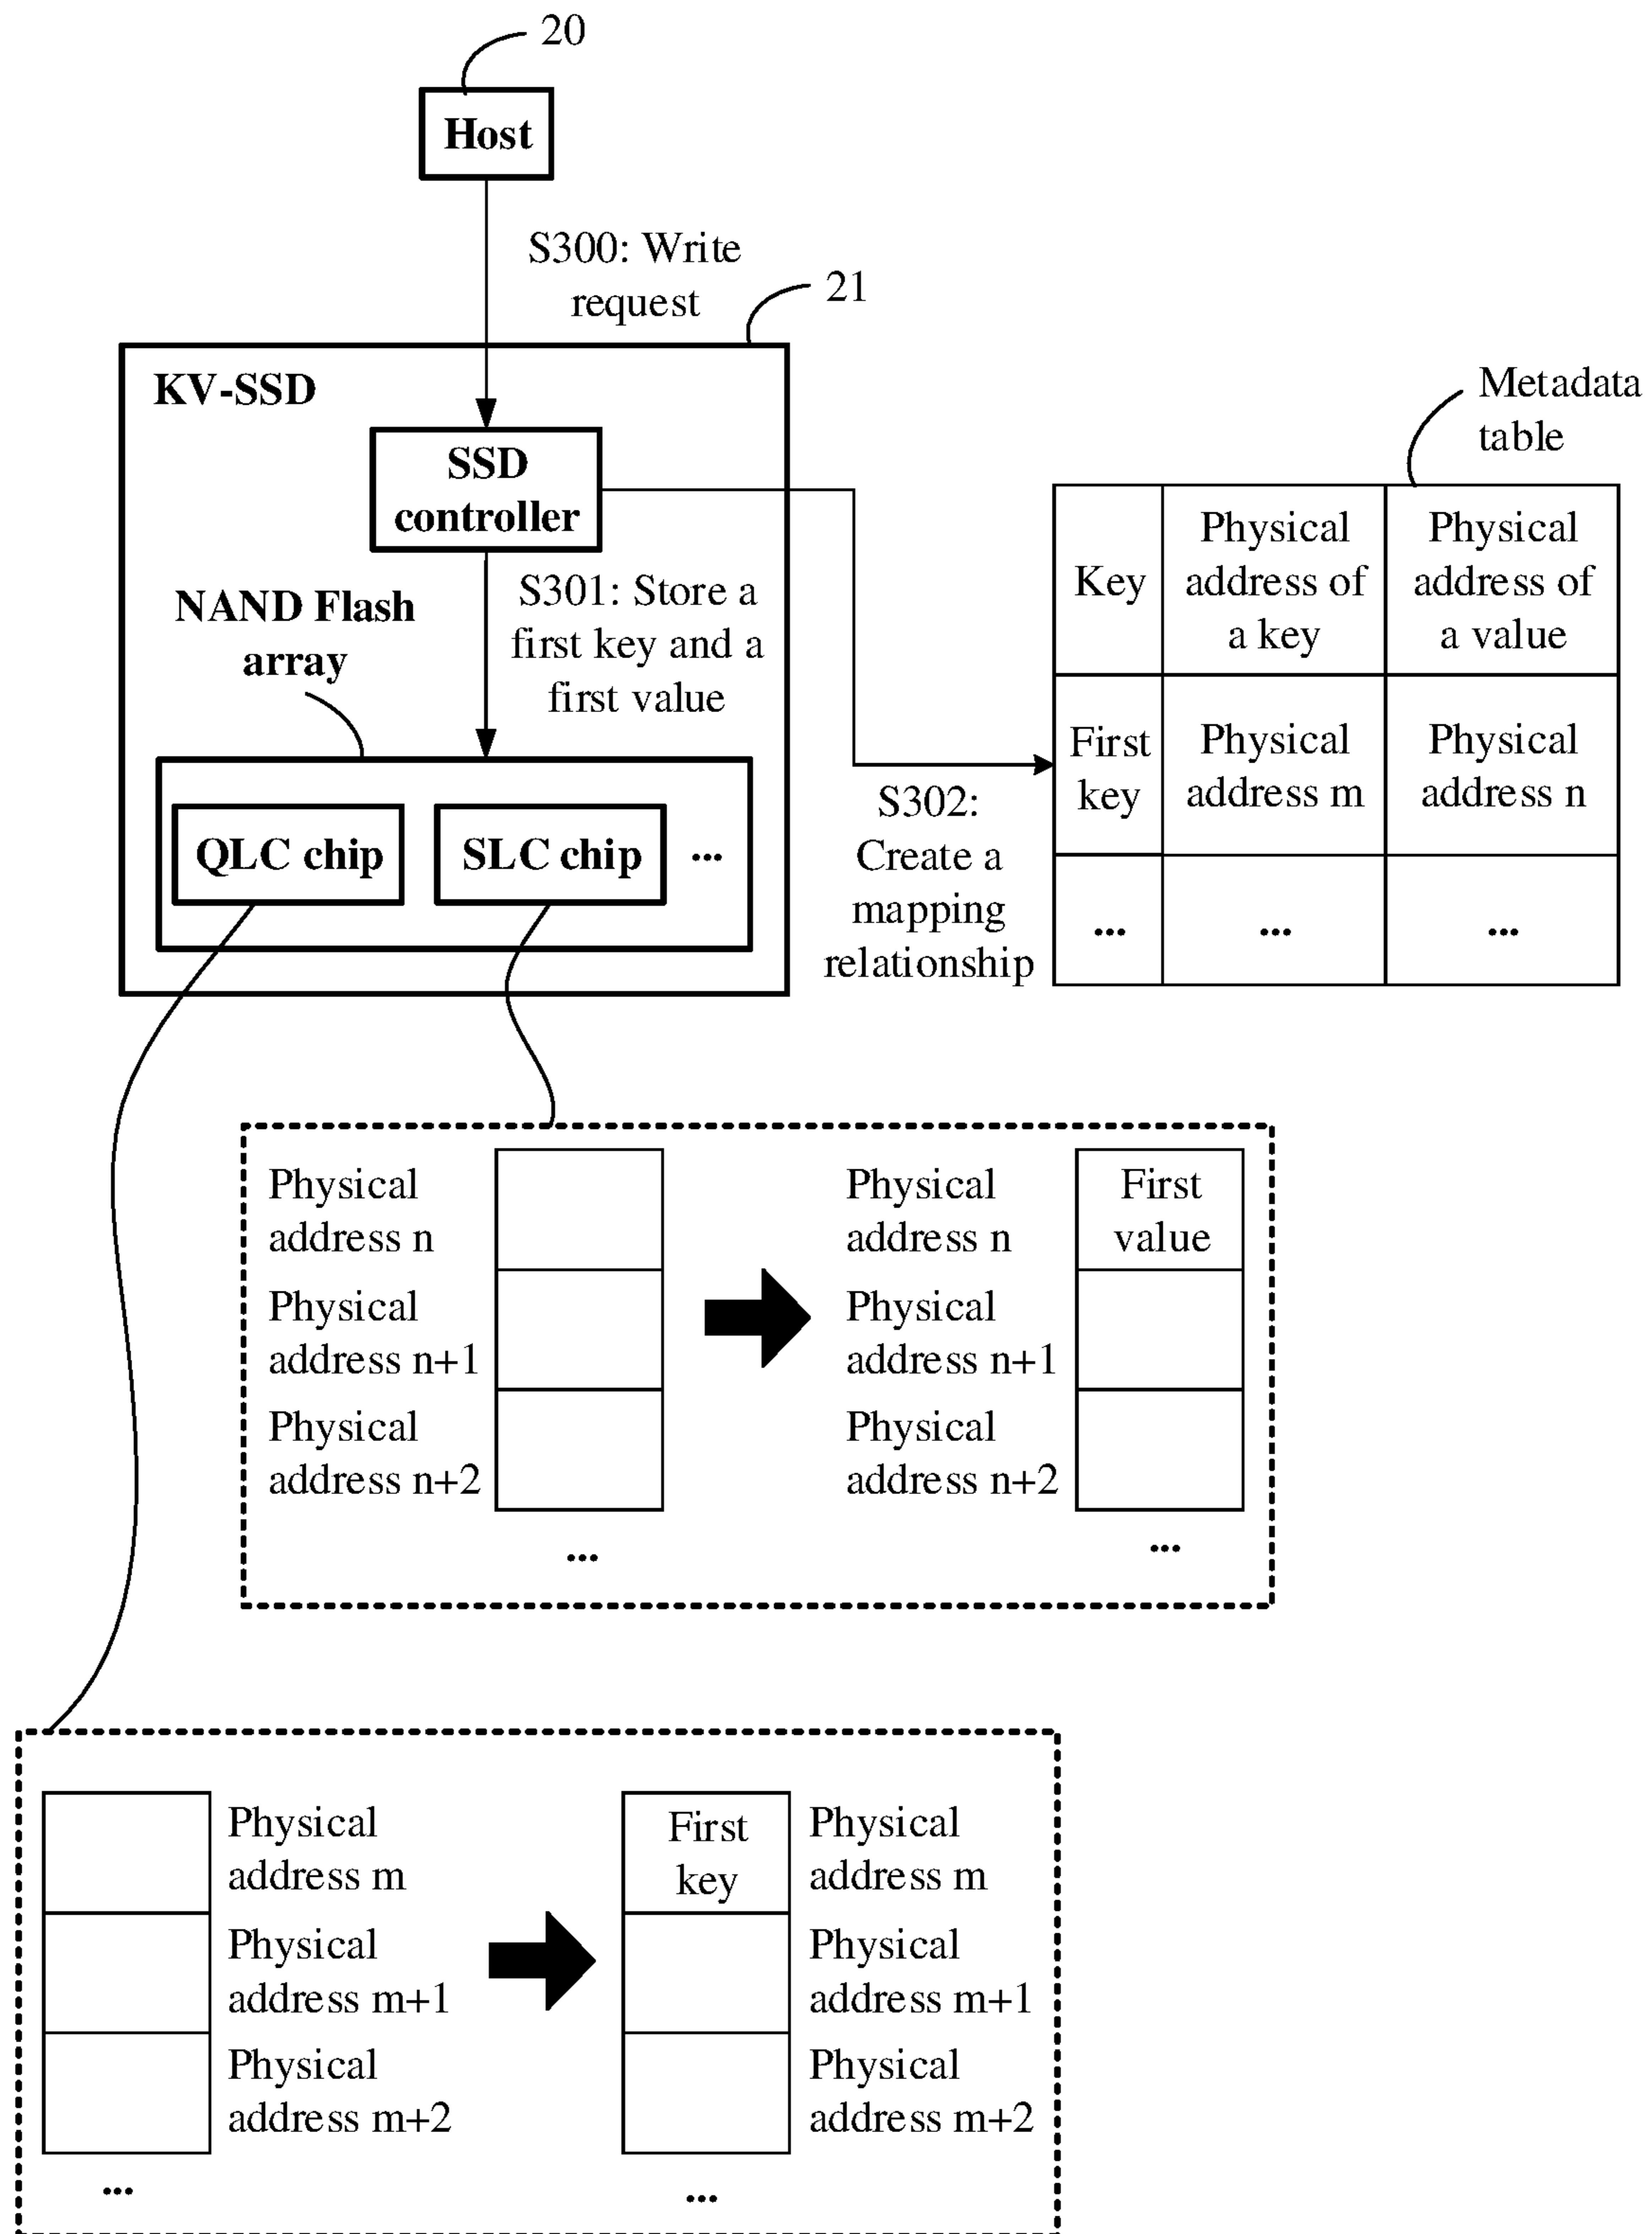 20
Host
S300: Write
request
21
KV-SSD
SSD
controller
NAND Flash
array
S301: Store a
first key and a
first value
QLC chip
SLC chip
...
S302:
Create a
mapping
relationship
Metadata
table
Key
Physical
address of
a key
Physical
address of
a value
First
key
Physical
address m
Physical
address n
...
...
...
Physical
address n
Physical
address n+1
Physical
address n+2
...
Physical
address n
Physical
address n+1
Physical
address n+2
First
value
...
Physical
address m
Physical
address m+1
Physical
address m+2
...
First
key
Physical
address m
Physical
address m+1
Physical
address m+2
...